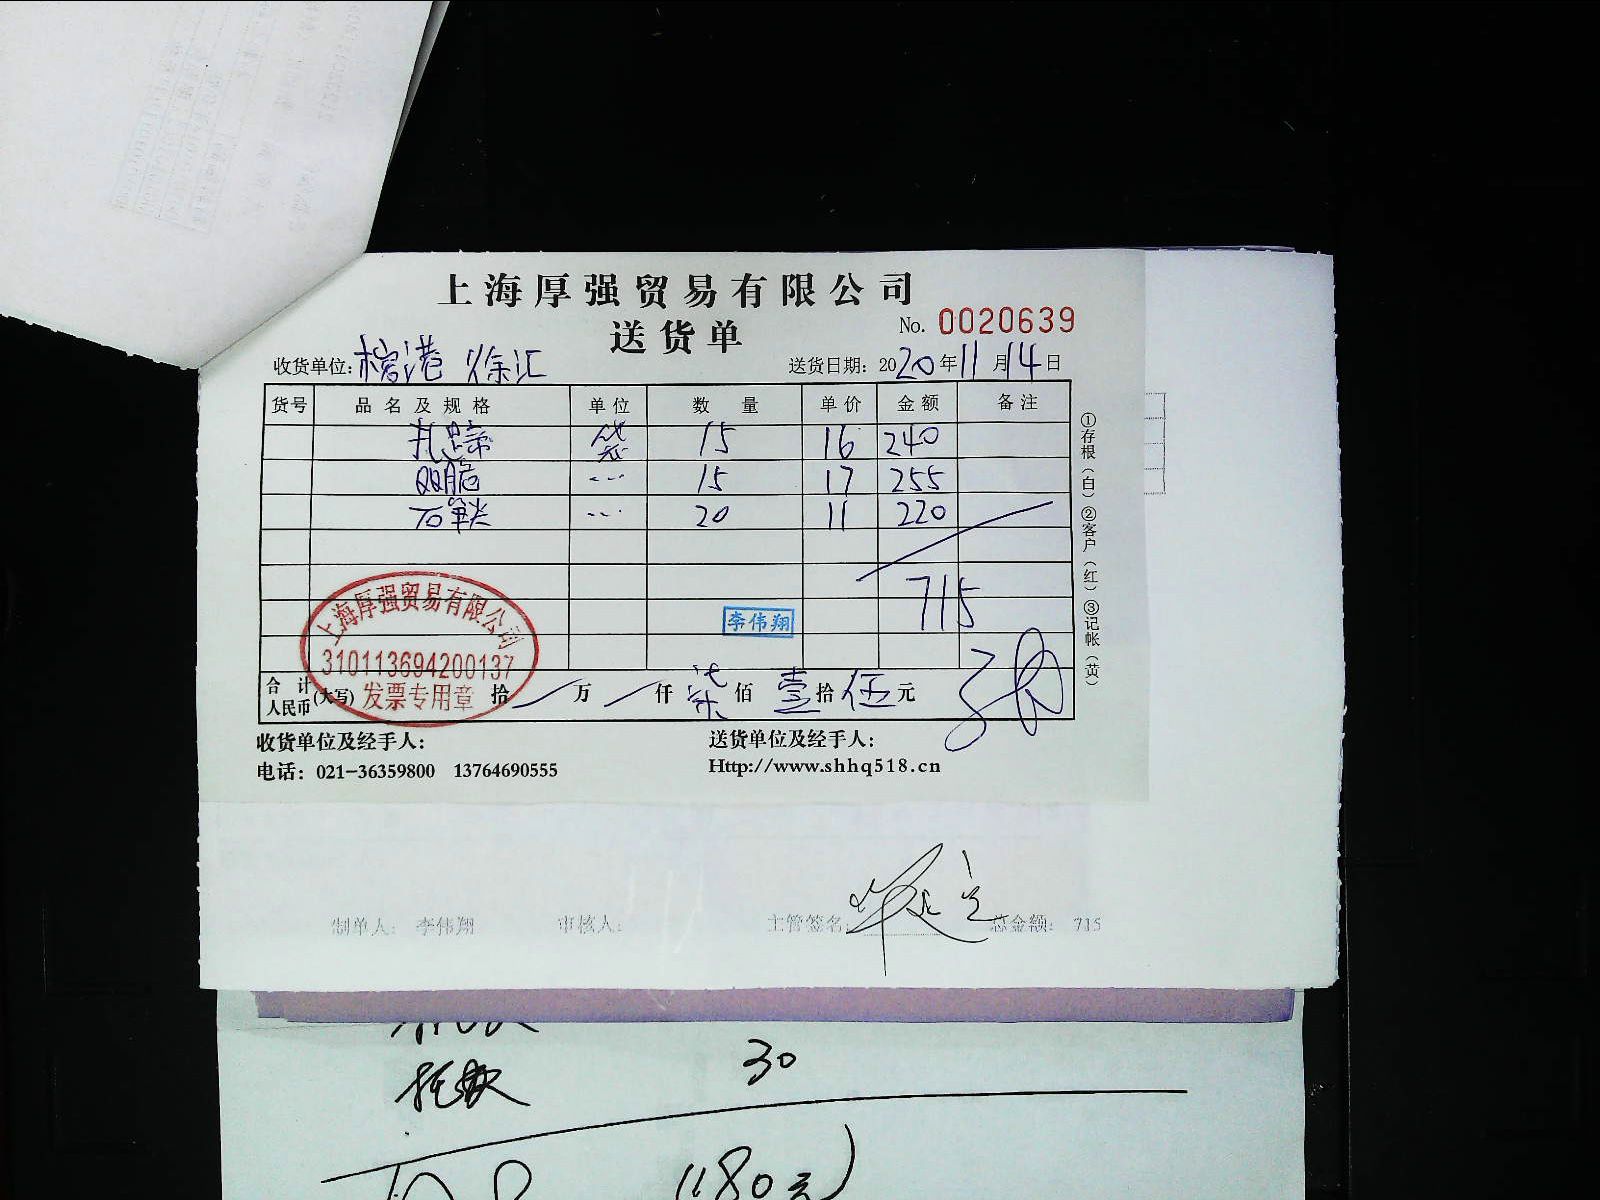 上海厚强贸易有限公司
送货单
No. 0020639
收货单位: 榕港 徐汇
送货日期: 2020年11月14日
货号 品名及规格 单位 数量 单价 金额 备注
扎蹄 袋 15 16 240
QQ脆 ---- 15 17 255
石笋尖 ---- 20 11 220
715
李伟翔
上海厚强贸易有限公司
310113694200137
发票专用章
合计人民币(大写) 拾 / 万 / 仟 柒 佰 壹 拾 伍 元
①存根(白)②客户(红)③记帐(黄)
收货单位及经手人:
送货单位及经手人:
电话: 021-36359800 13764690555
Http://www.shhq518.cn
制单人: 李伟翔 审核人: 主管签名: 总金额: 715
30
(180元)